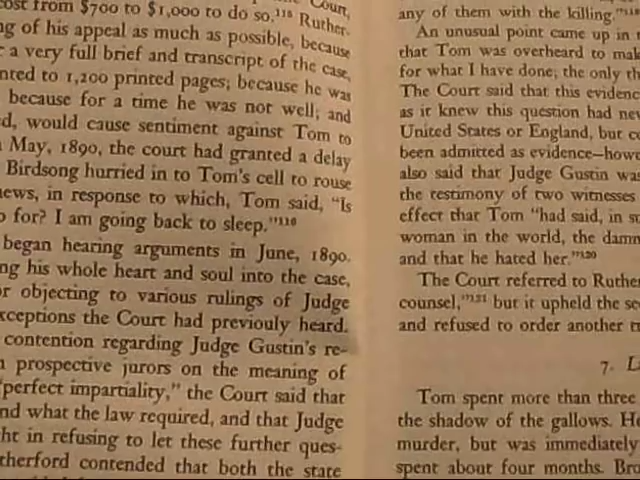 Court,
cost from $700 to $1,000 to do so."¹¹⁸ Ruther-
ng of his appeal as much as possible, because
a very full brief and transcript of the case,
nted to 1,200 printed pages; because he was
because for a time he was not well; and
ed, would cause sentiment against Tom to
May, 1890, the court had granted a delay
Birdsong hurried in to Tom's cell to rouse
news, in response to which, Tom said, "Is
o for? I am going back to sleep."¹¹⁹
began hearing arguments in June, 1890.
ng his whole heart and soul into the case,
or objecting to various rulings of Judge
xceptions the Court had previouly heard.
contention regarding Judge Gustin's re-
prospective jurors on the meaning of
"perfect impartiality," the Court said that
nd what the law required, and that Judge
ht in refusing to let these further ques-
therford contended that both the state
any of them with the killing."
An unusual point came up in
that Tom was overheard to mak
for what I have done; the only th
The Court said that this evidenc
as it knew this question had nev
United States or England, but co
been admitted as evidence—howe
also said that Judge Gustin was
the testimony of two witnesses
effect that Tom "had said, in su
woman in the world, the damn
and that he hated her."¹²⁰
The Court referred to Ruthe
counsel,"¹²¹ but it upheld the se
and refused to order another tr
7. L
Tom spent more than three
the shadow of the gallows. He
murder, but was immediately
spent about four months. Bro